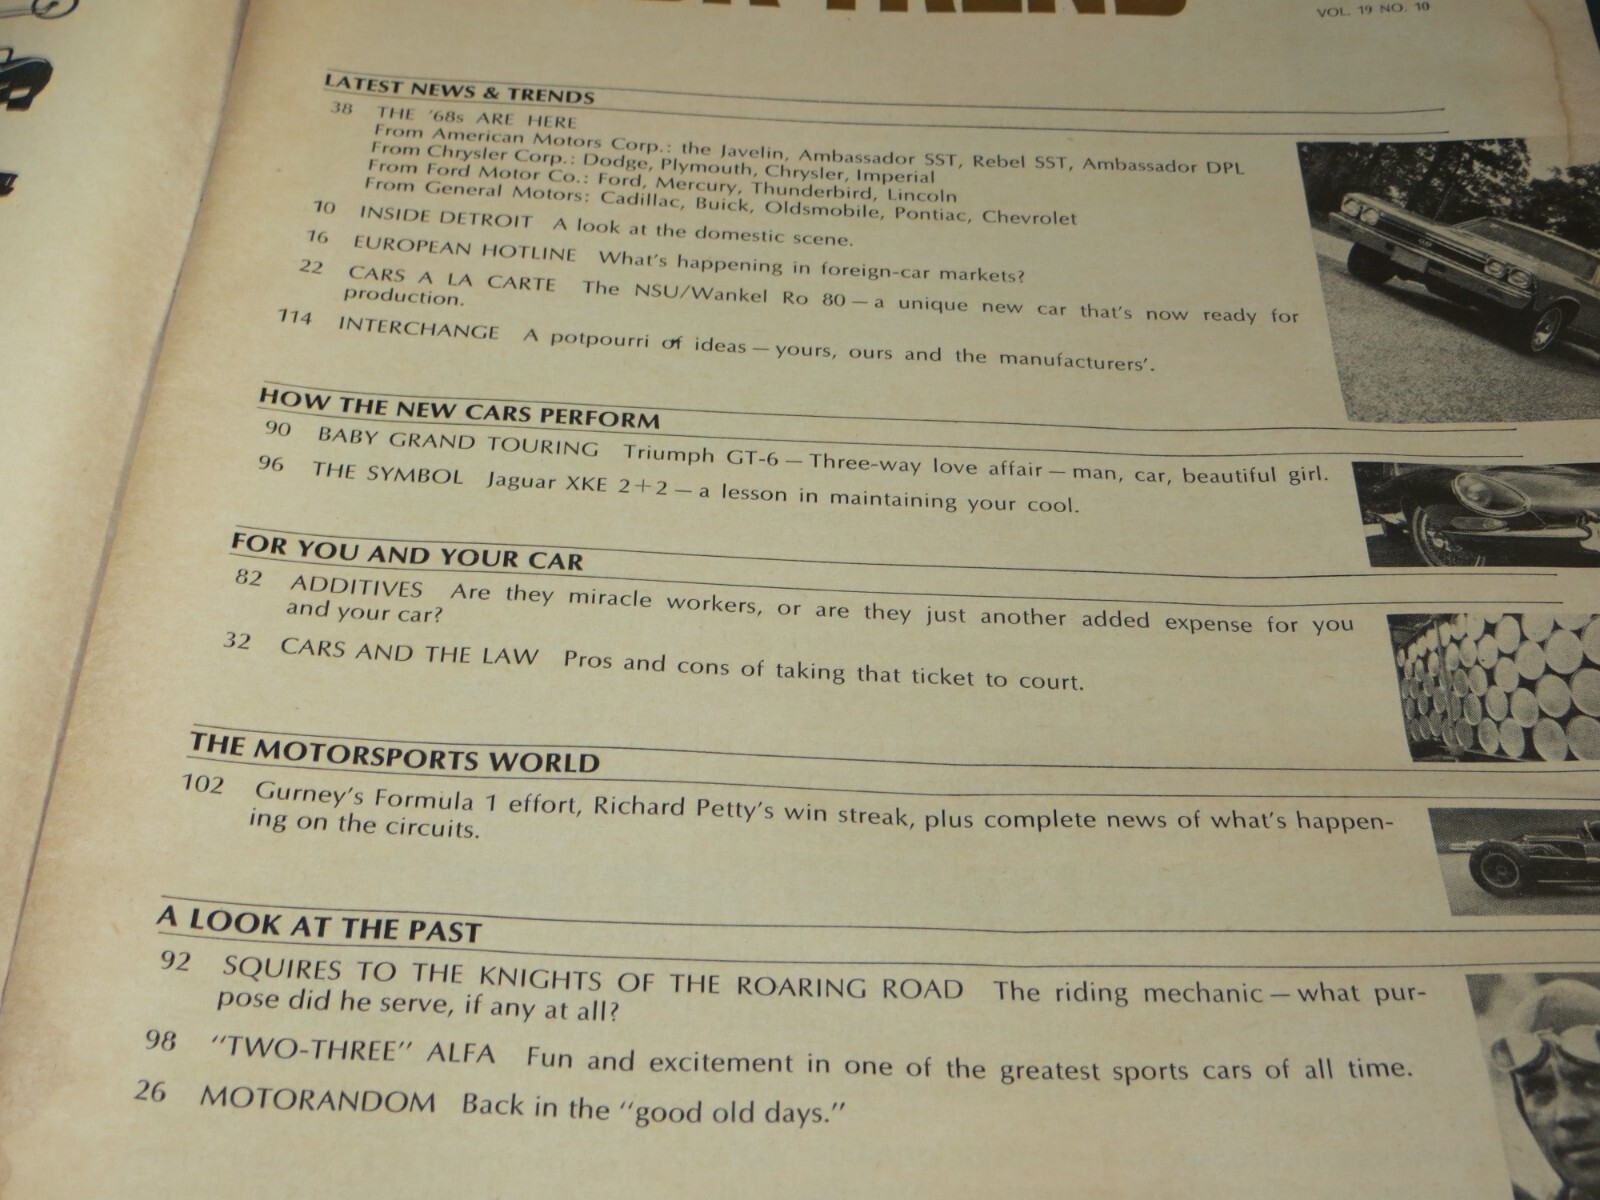 TREND
VOL. 19 NO. 10
LATEST NEWS & TRENDS
38 THE '68s ARE HERE
From American Motors Corp.: the Javelin, Ambassador SST, Rebel SST, Ambassador DPL
From Chrysler Corp.: Dodge, Plymouth, Chrysler, Imperial
From Ford Motor Co.: Ford, Mercury, Thunderbird, Lincoln
From General Motors: Cadillac, Buick, Oldsmobile, Pontiac, Chevrolet
10 INSIDE DETROIT A look at the domestic scene.
16 EUROPEAN HOTLINE What's happening in foreign-car markets?
22 CARS A LA CARTE The NSU/Wankel Ro 80 — a unique new car that's now ready for
production.
114 INTERCHANGE A potpourri of ideas — yours, ours and the manufacturers'.
HOW THE NEW CARS PERFORM
90 BABY GRAND TOURING Triumph GT-6 — Three-way love affair — man, car, beautiful girl.
96 THE SYMBOL Jaguar XKE 2+2 — a lesson in maintaining your cool.
FOR YOU AND YOUR CAR
82 ADDITIVES Are they miracle workers, or are they just another added expense for you
and your car?
32 CARS AND THE LAW Pros and cons of taking that ticket to court.
THE MOTORSPORTS WORLD
102 Gurney's Formula 1 effort, Richard Petty's win streak, plus complete news of what's happen-
ing on the circuits.
A LOOK AT THE PAST
92 SQUIRES TO THE KNIGHTS OF THE ROARING ROAD The riding mechanic — what pur-
pose did he serve, if any at all?
98 "TWO-THREE" ALFA Fun and excitement in one of the greatest sports cars of all time.
26 MOTORANDOM Back in the "good old days."